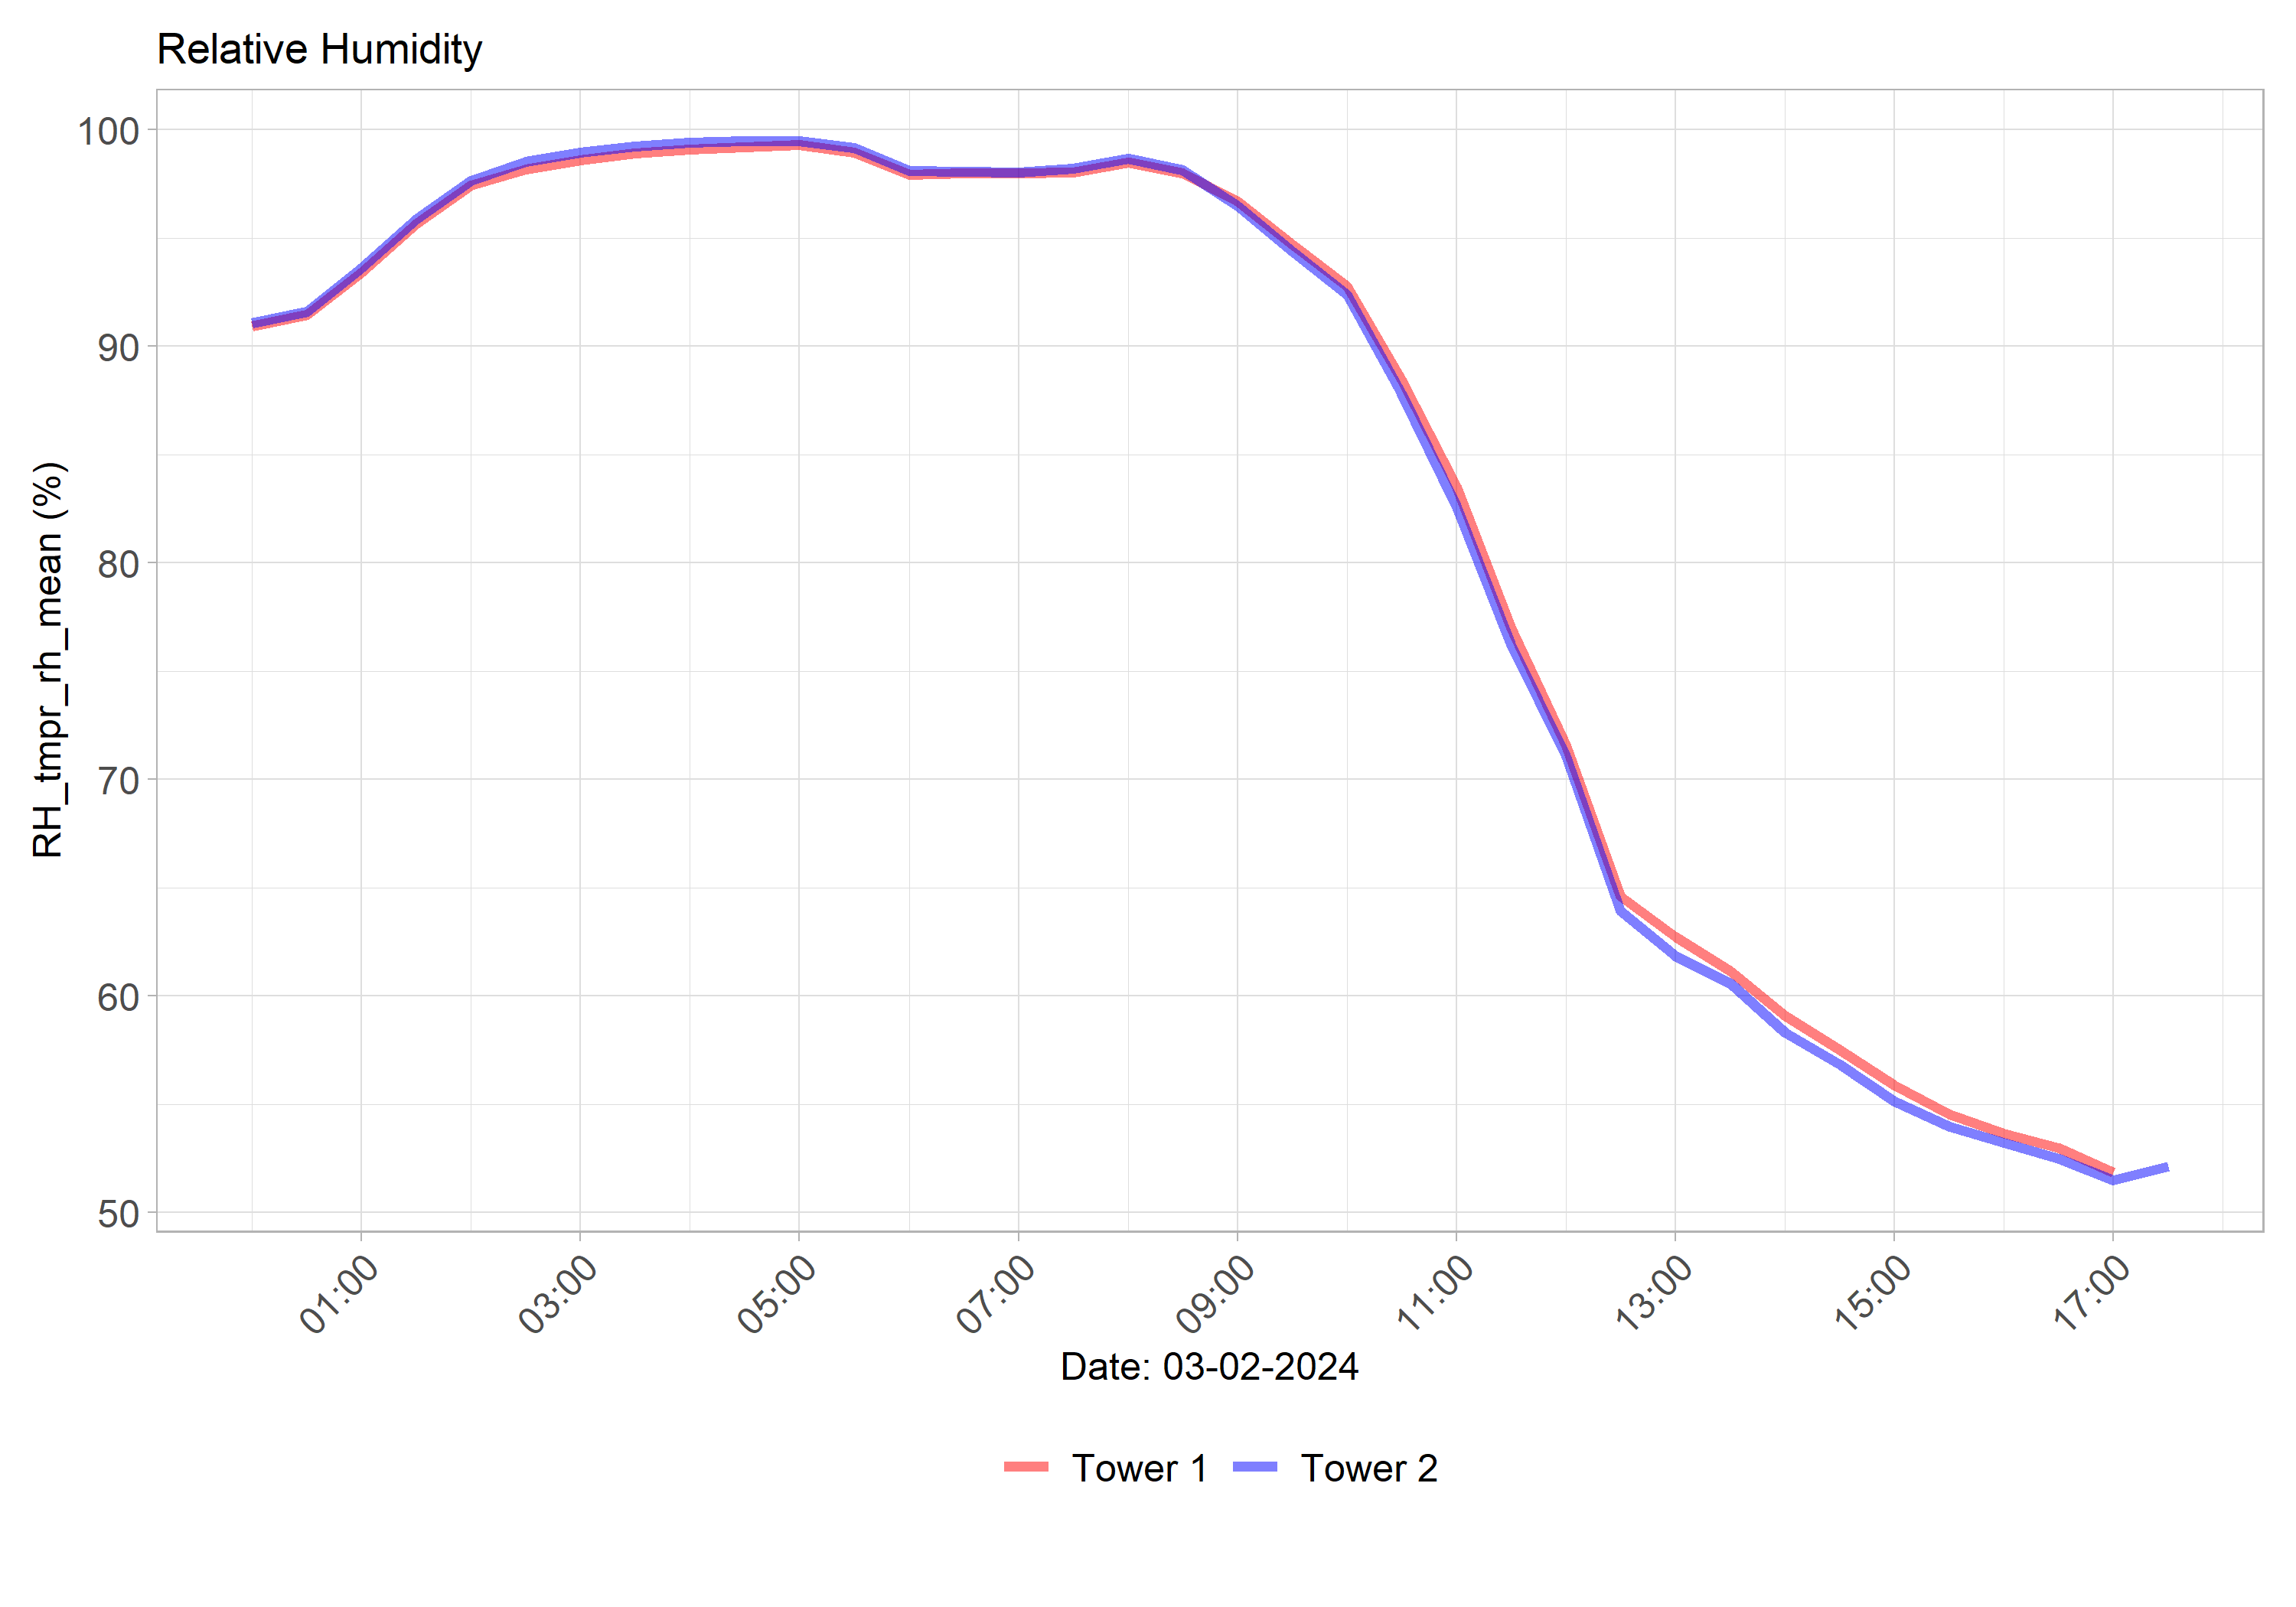 Relative Humidity
RH_tmpr_rh_mean (%)
100
90
80
70
60
50
01:00 03:00 05:00 07:00 09:00 11:00 13:00 15:00 17:00
Date: 03-02-2024
Tower 1 Tower 2